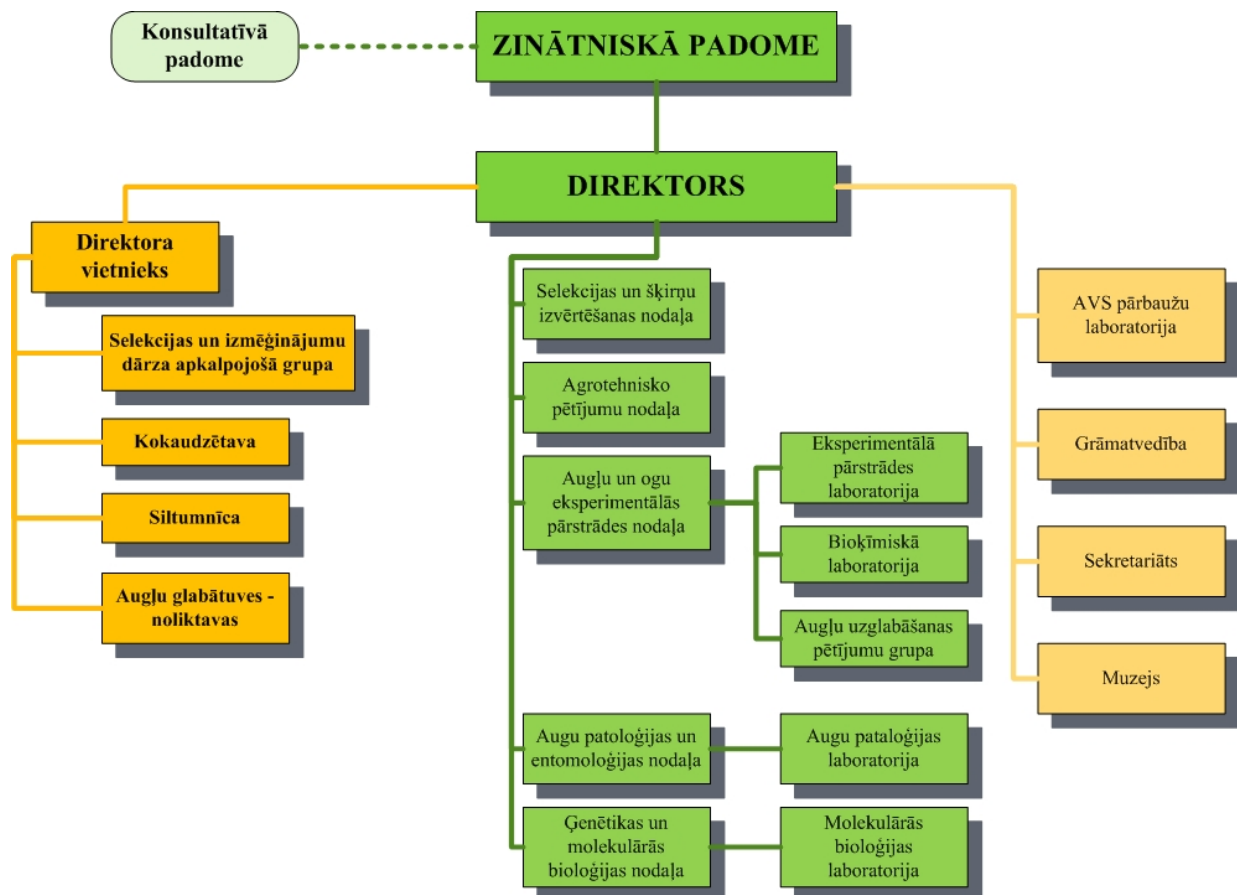 Konsultatīvā
padome
ZINĀTNISKĀ PADOME
DIREKTORS
Direktora
vietnieks
Selekcijas un izmēģinājumu
dārza apkalpojošā grupa
Kokaudzētava
Siltumnīca
Augļu glabātuves -
noliktavas
Selekcijas un šķirņu
izvērtēšanas nodaļa
Agrotehnisko
pētījumu nodaļa
Augļu un ogu
eksperimentālās
pārstrādes nodaļa
Eksperimentālā
pārstrādes
laboratorija
Bioķīmiskā
laboratorija
Augļu uzglabāšanas
pētījumu grupa
Augu patoloģijas un
entomoloģijas nodaļa
Augu pataloģijas
laboratorija
Ģenētikas un
molekulārās
bioloģijas nodaļa
Molekulārās
bioloģijas
laboratorija
AVS pārbaužu
laboratorija
Grāmatvedība
Sekretariāts
Muzejs